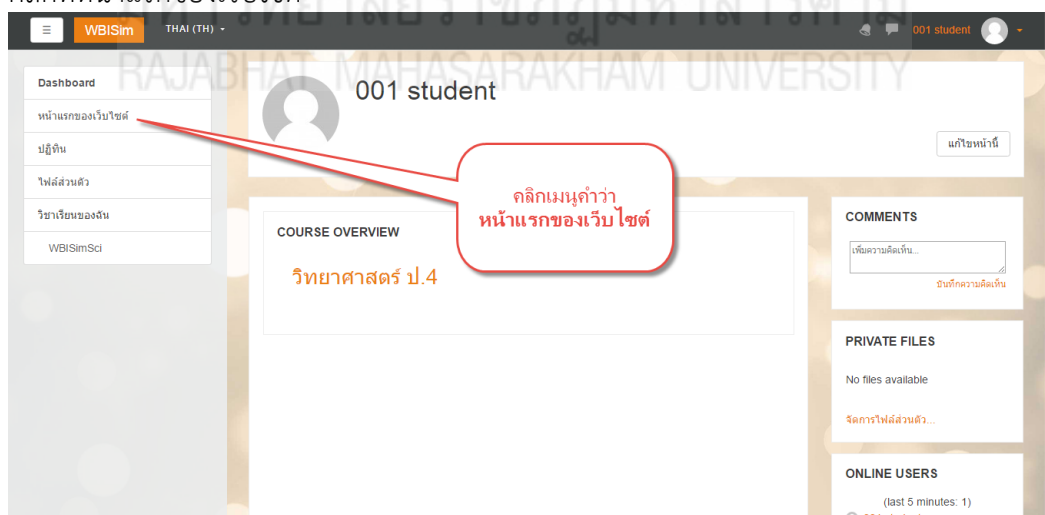 ☰ WBISim THAI (TH) 001 student
RAJABHAT MAHASARAKHAM UNIVERSITY
Dashboard
หน้าแรกของเว็บไซต์
ปฏิทิน
ไฟล์ส่วนตัว
วิชาเรียนของฉัน
WBISimSci
001 student
แก้ไขหน้านี้
คลิกเมนูคำว่า
หน้าแรกของเว็บไซต์
COURSE OVERVIEW
วิทยาศาสตร์ ป.4
COMMENTS
เพิ่มความคิดเห็น...
บันทึกความคิดเห็น
PRIVATE FILES
No files available
จัดการไฟล์ส่วนตัว...
ONLINE USERS
(last 5 minutes: 1)